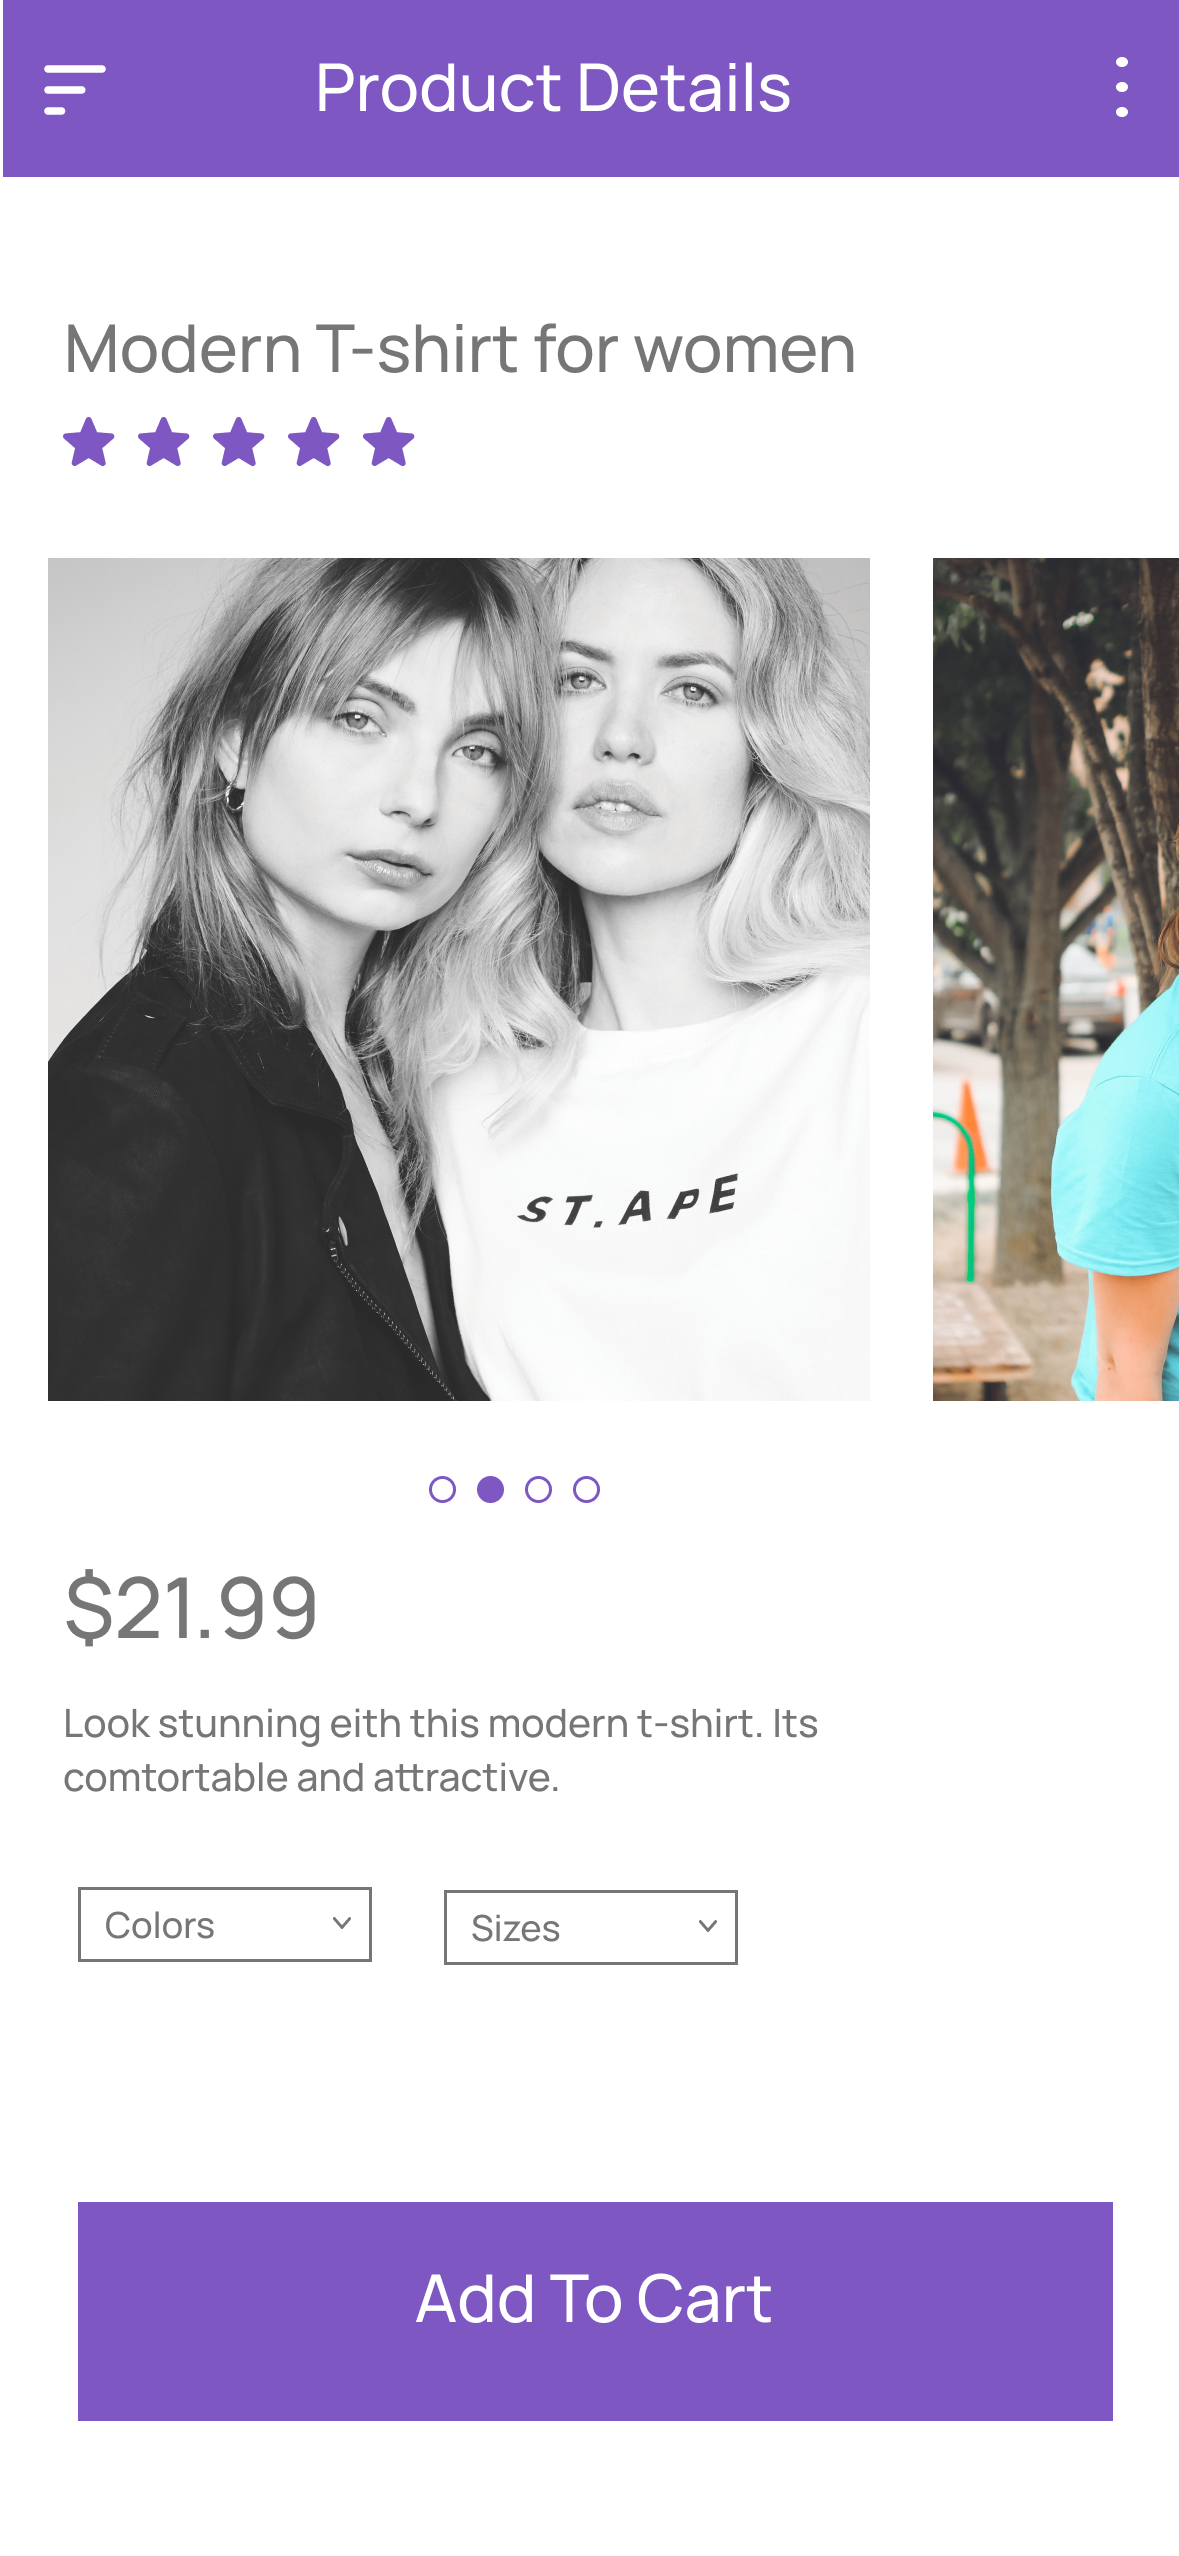 Product Details
Modern T-shirt for women
ST.APE
$21.99
Look stunning eith this modern t-shirt. Its
comtortable and attractive.
Colors
Sizes
Add To Cart